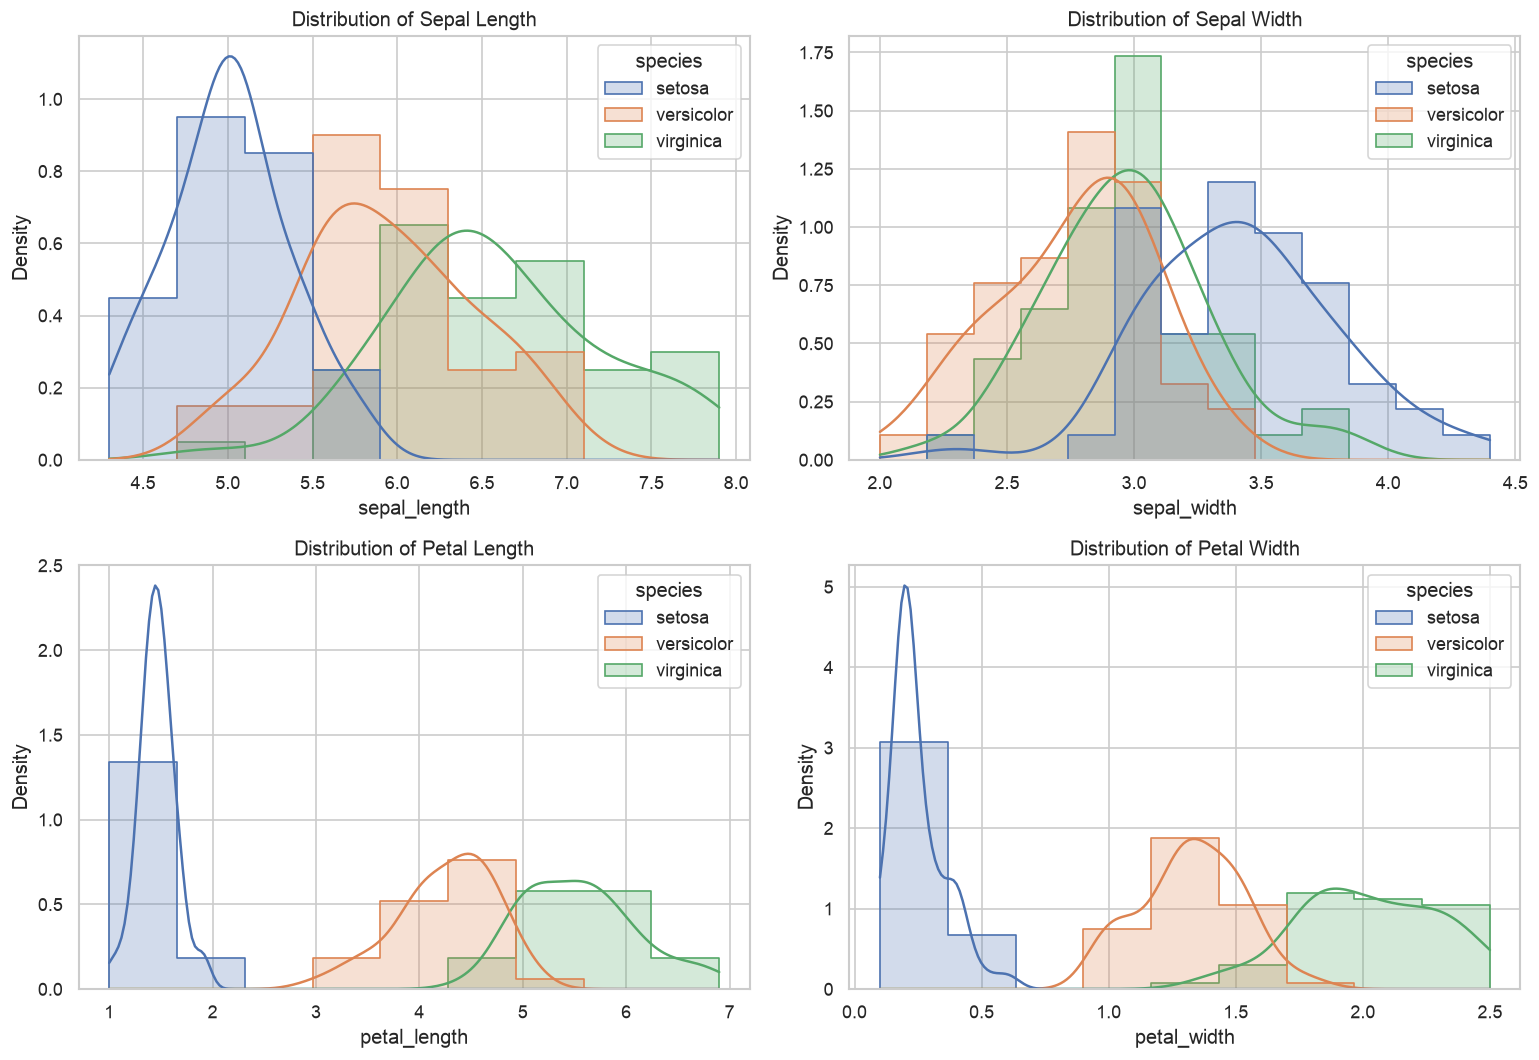 Distribution of Sepal Length
Density
1.0
0.8
0.6
0.4
0.2
0.0
4.5 5.0 5.5 6.0 6.5 7.0 7.5 8.0
sepal_length
species
setosa
versicolor
virginica
Distribution of Sepal Width
Density
1.75
1.50
1.25
1.00
0.75
0.50
0.25
0.00
2.0 2.5 3.0 3.5 4.0 4.5
sepal_width
species
setosa
versicolor
virginica
Distribution of Petal Length
Density
2.5
2.0
1.5
1.0
0.5
0.0
1 2 3 4 5 6 7
petal_length
species
setosa
versicolor
virginica
Distribution of Petal Width
Density
5
4
3
2
1
0
0.0 0.5 1.0 1.5 2.0 2.5
petal_width
species
setosa
versicolor
virginica